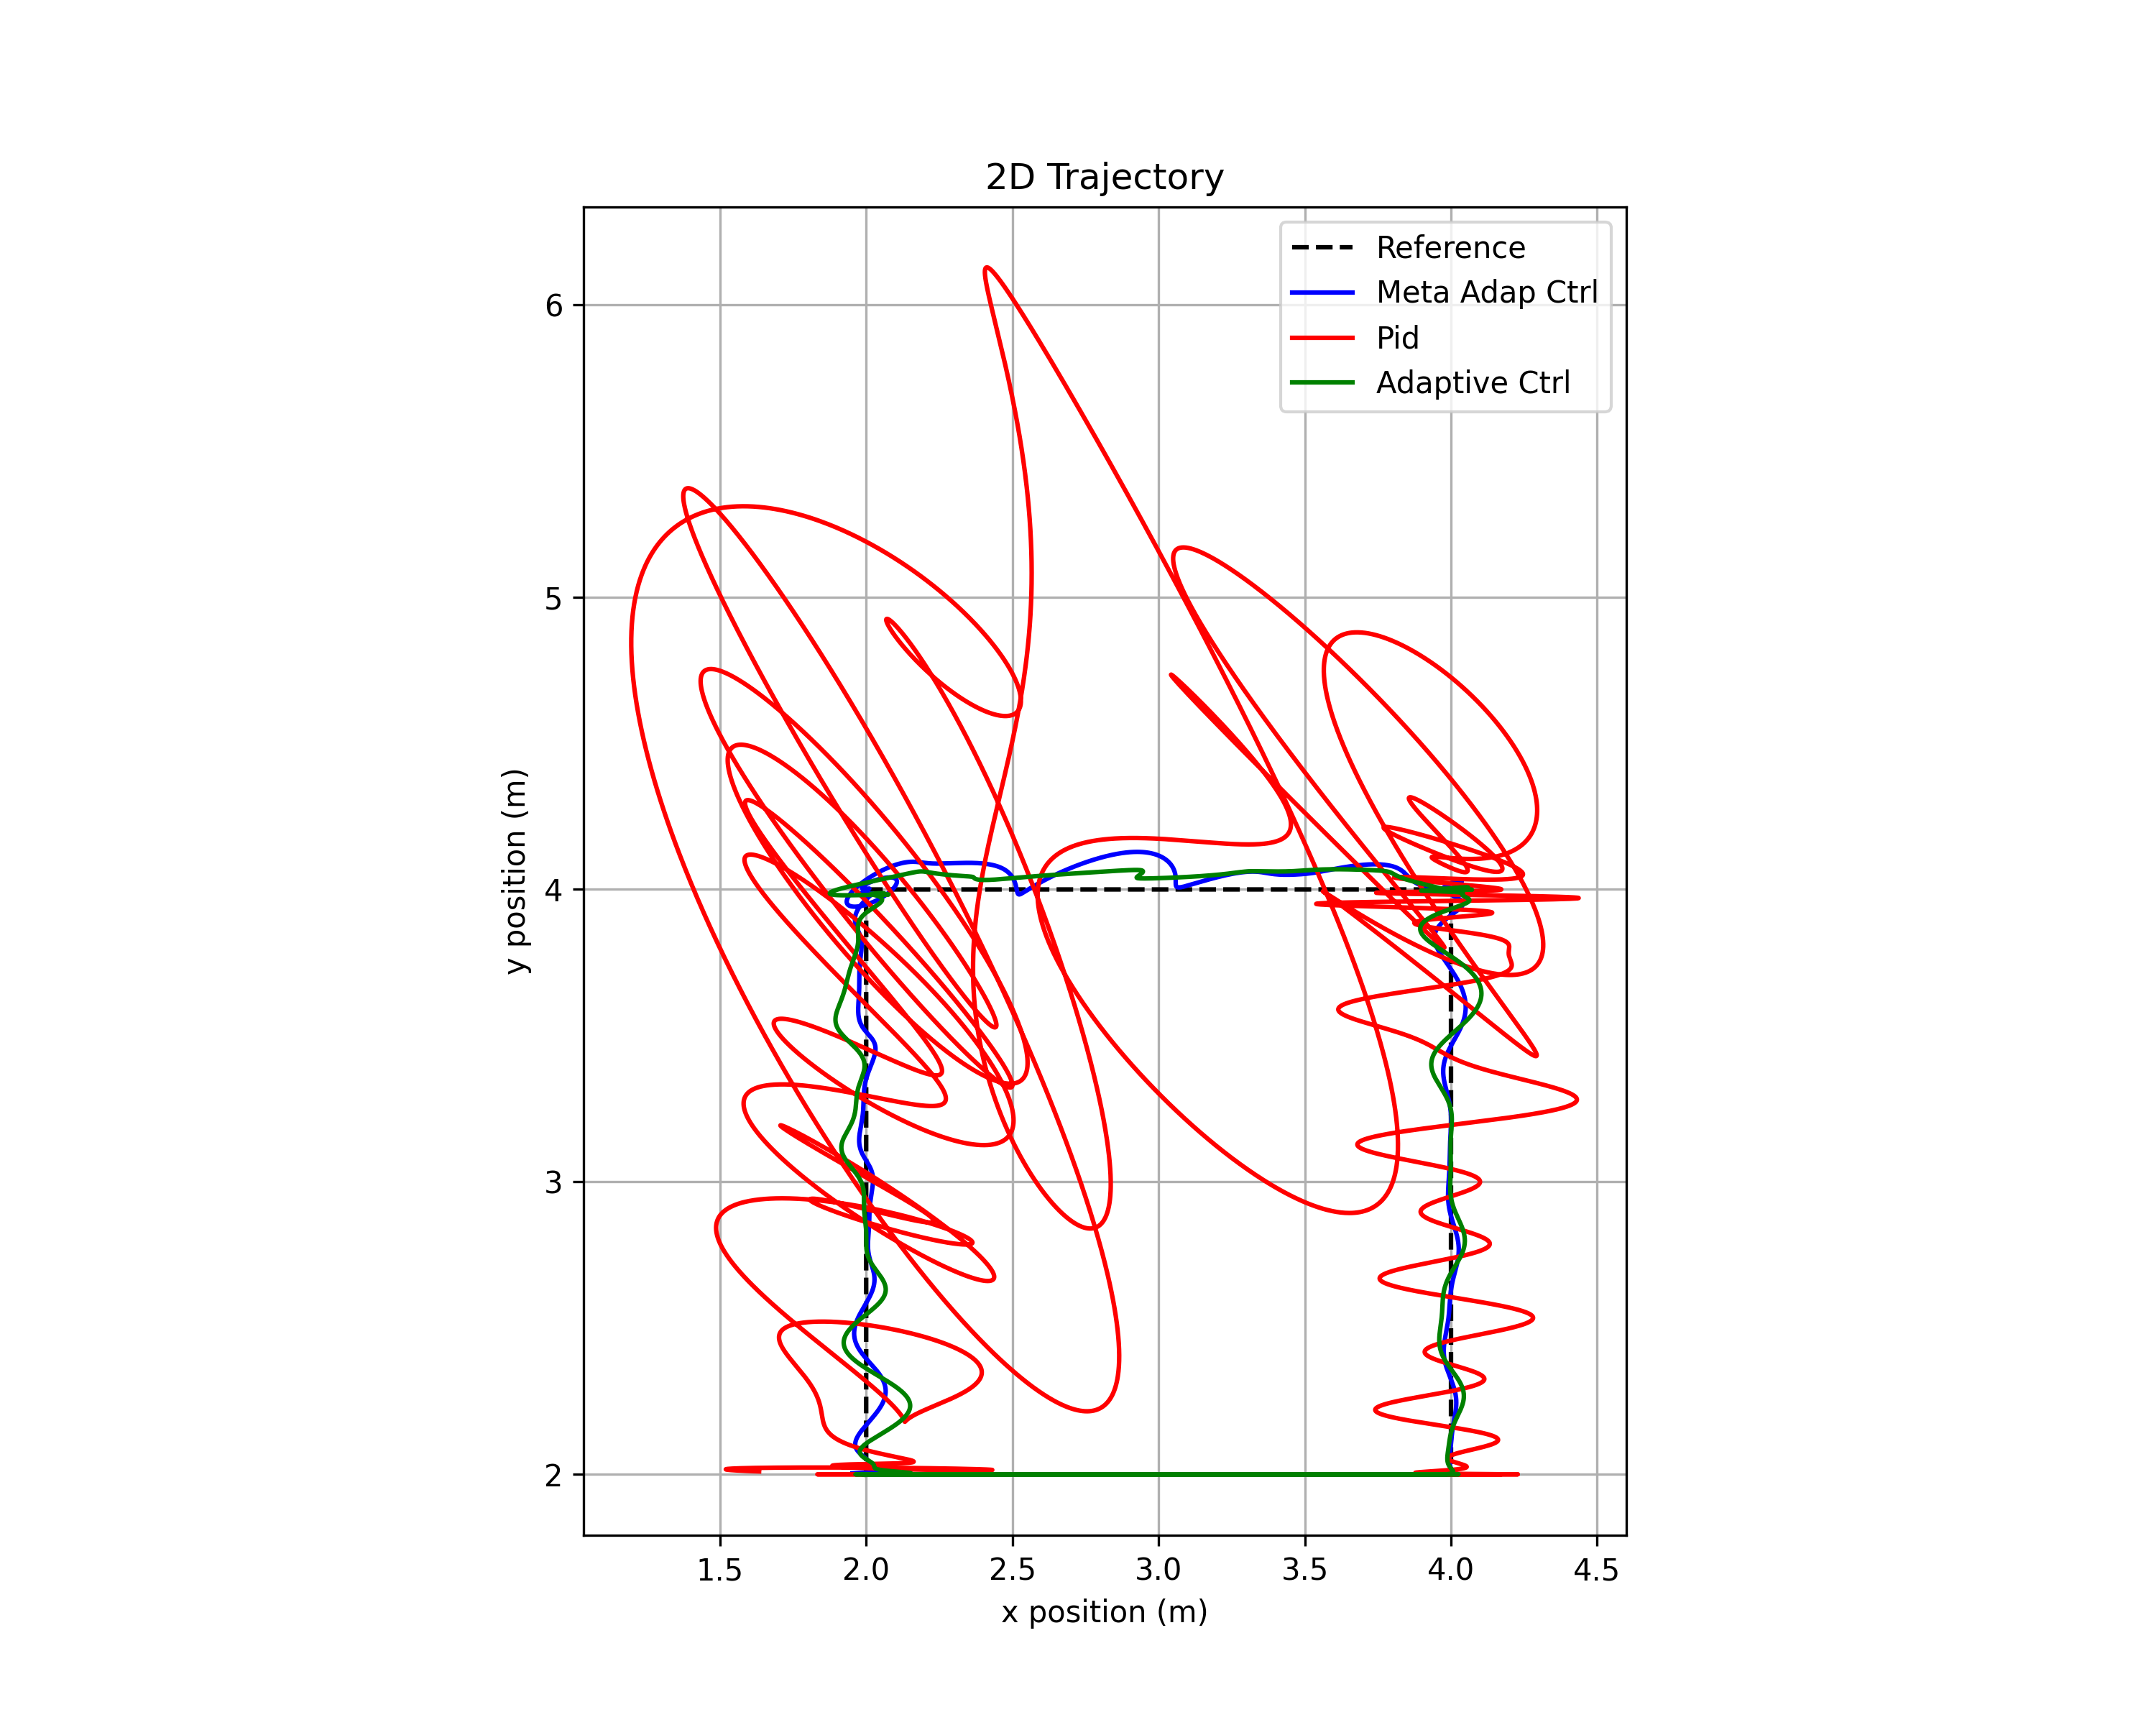 2D Trajectory
Reference
Meta Adap Ctrl
Pid
Adaptive Ctrl
6
5
4
3
2
y position (m)
1.5 2.0 2.5 3.0 3.5 4.0 4.5
x position (m)